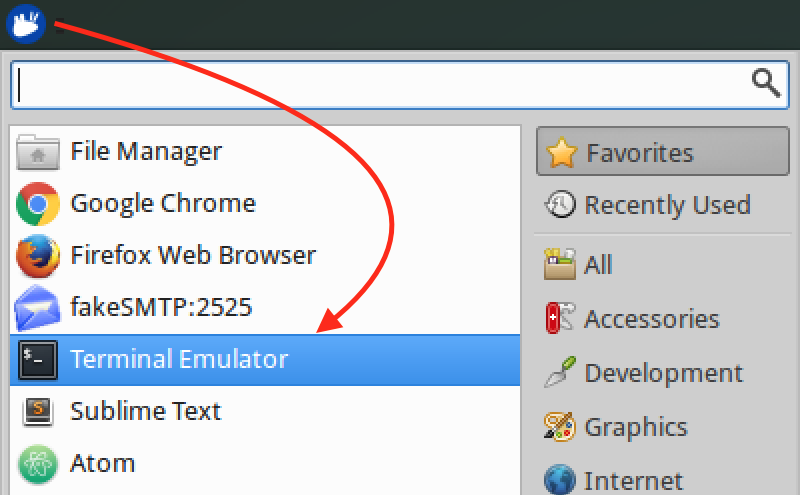 File Manager
Google Chrome
Firefox Web Browser
fakeSMTP:2525
$_
Terminal Emulator
S
Sublime Text
Atom
Favorites
Recently Used
All
Accessories
Development
Graphics
Internet